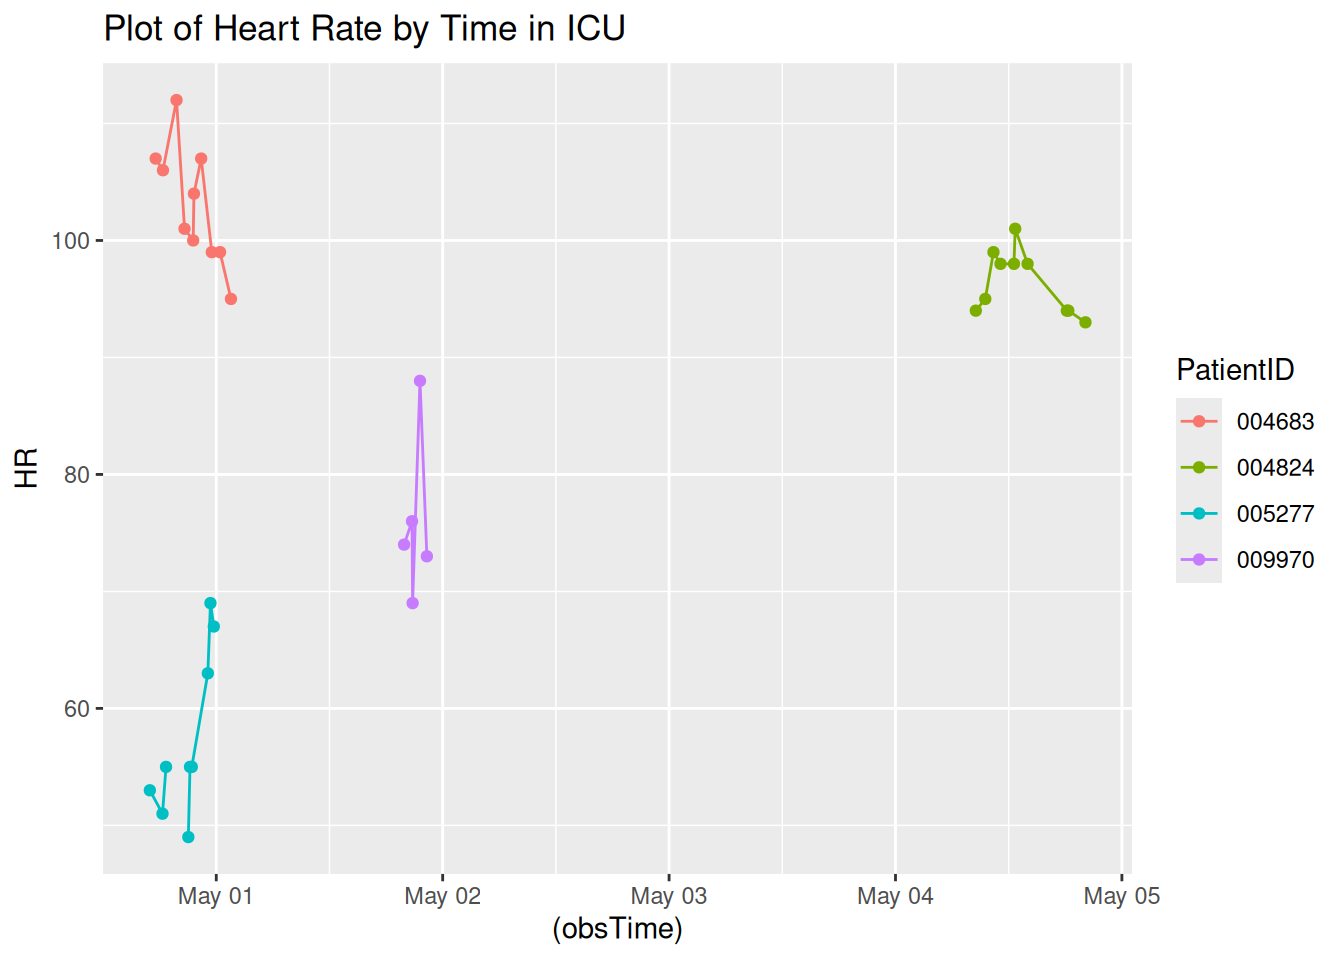 Plot of Heart Rate by Time in ICU
HR
100
80
60
May 01
May 02
May 03
May 04
May 05
(obsTime)
PatientID
004683
004824
005277
009970